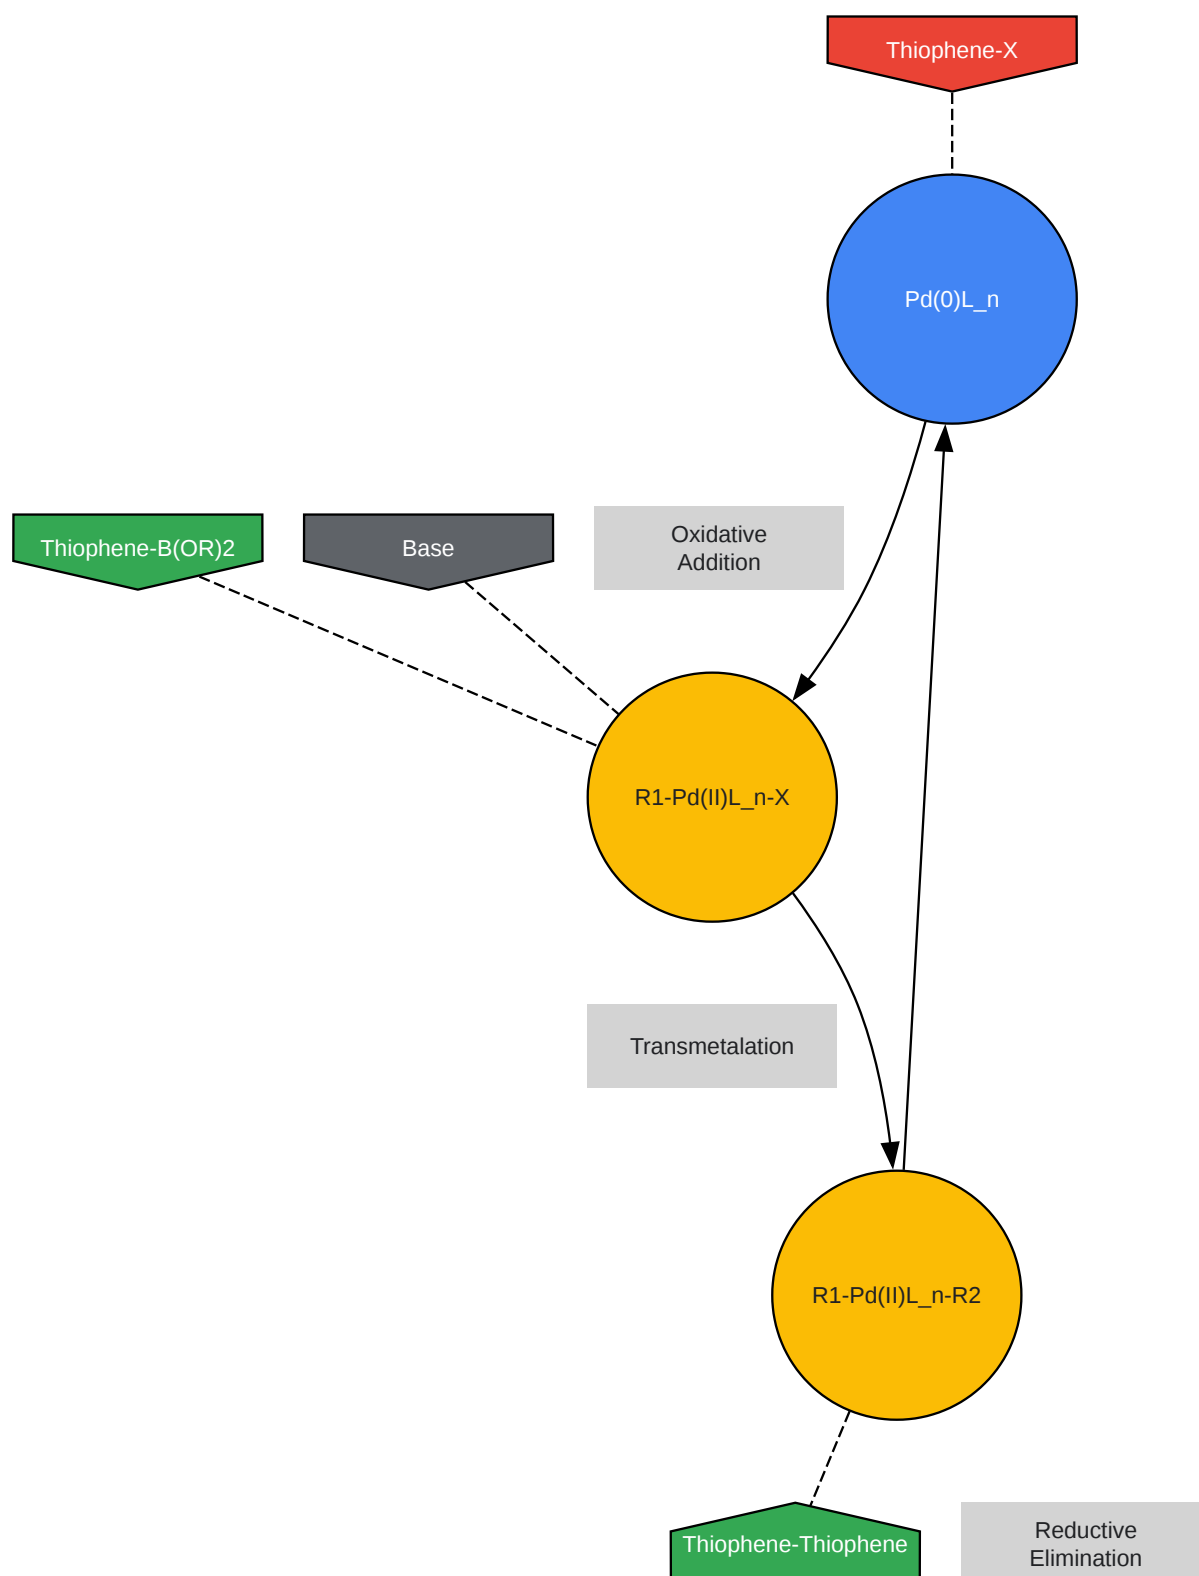 Thiophene-X
Pd(0)L_n
Thiophene-B(OR)2
Base
Oxidative
Addition
R1-Pd(II)L_n-X
Transmetalation
R1-Pd(II)L_n-R2
Thiophene-Thiophene
Reductive
Elimination